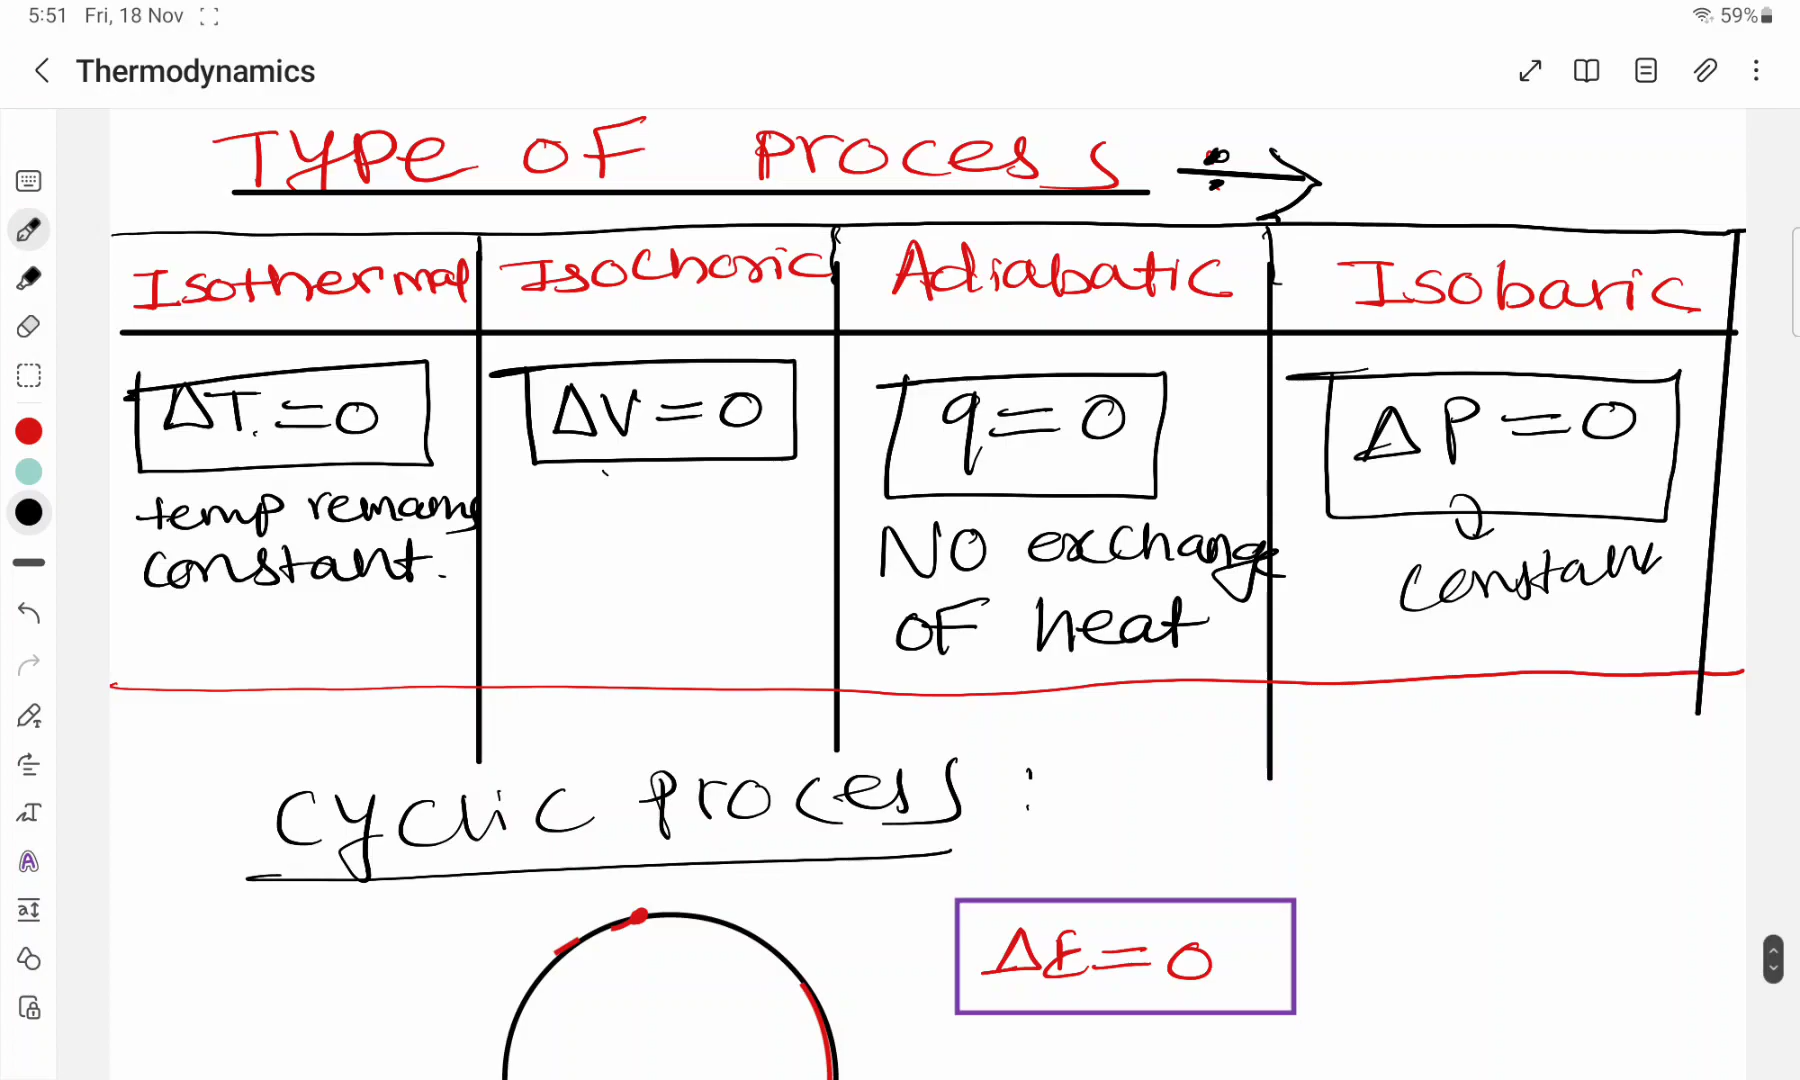 5:51 Fri, 18 Nov
59%
Thermodynamics
Type of process
Isothermal Isochoric Adiabatic Isobaric
ΔT=0 ΔV=0 q=0 ΔP=0
temp remains
constant.
No exchange
of heat
constant
Cyclic process :
ΔE=0